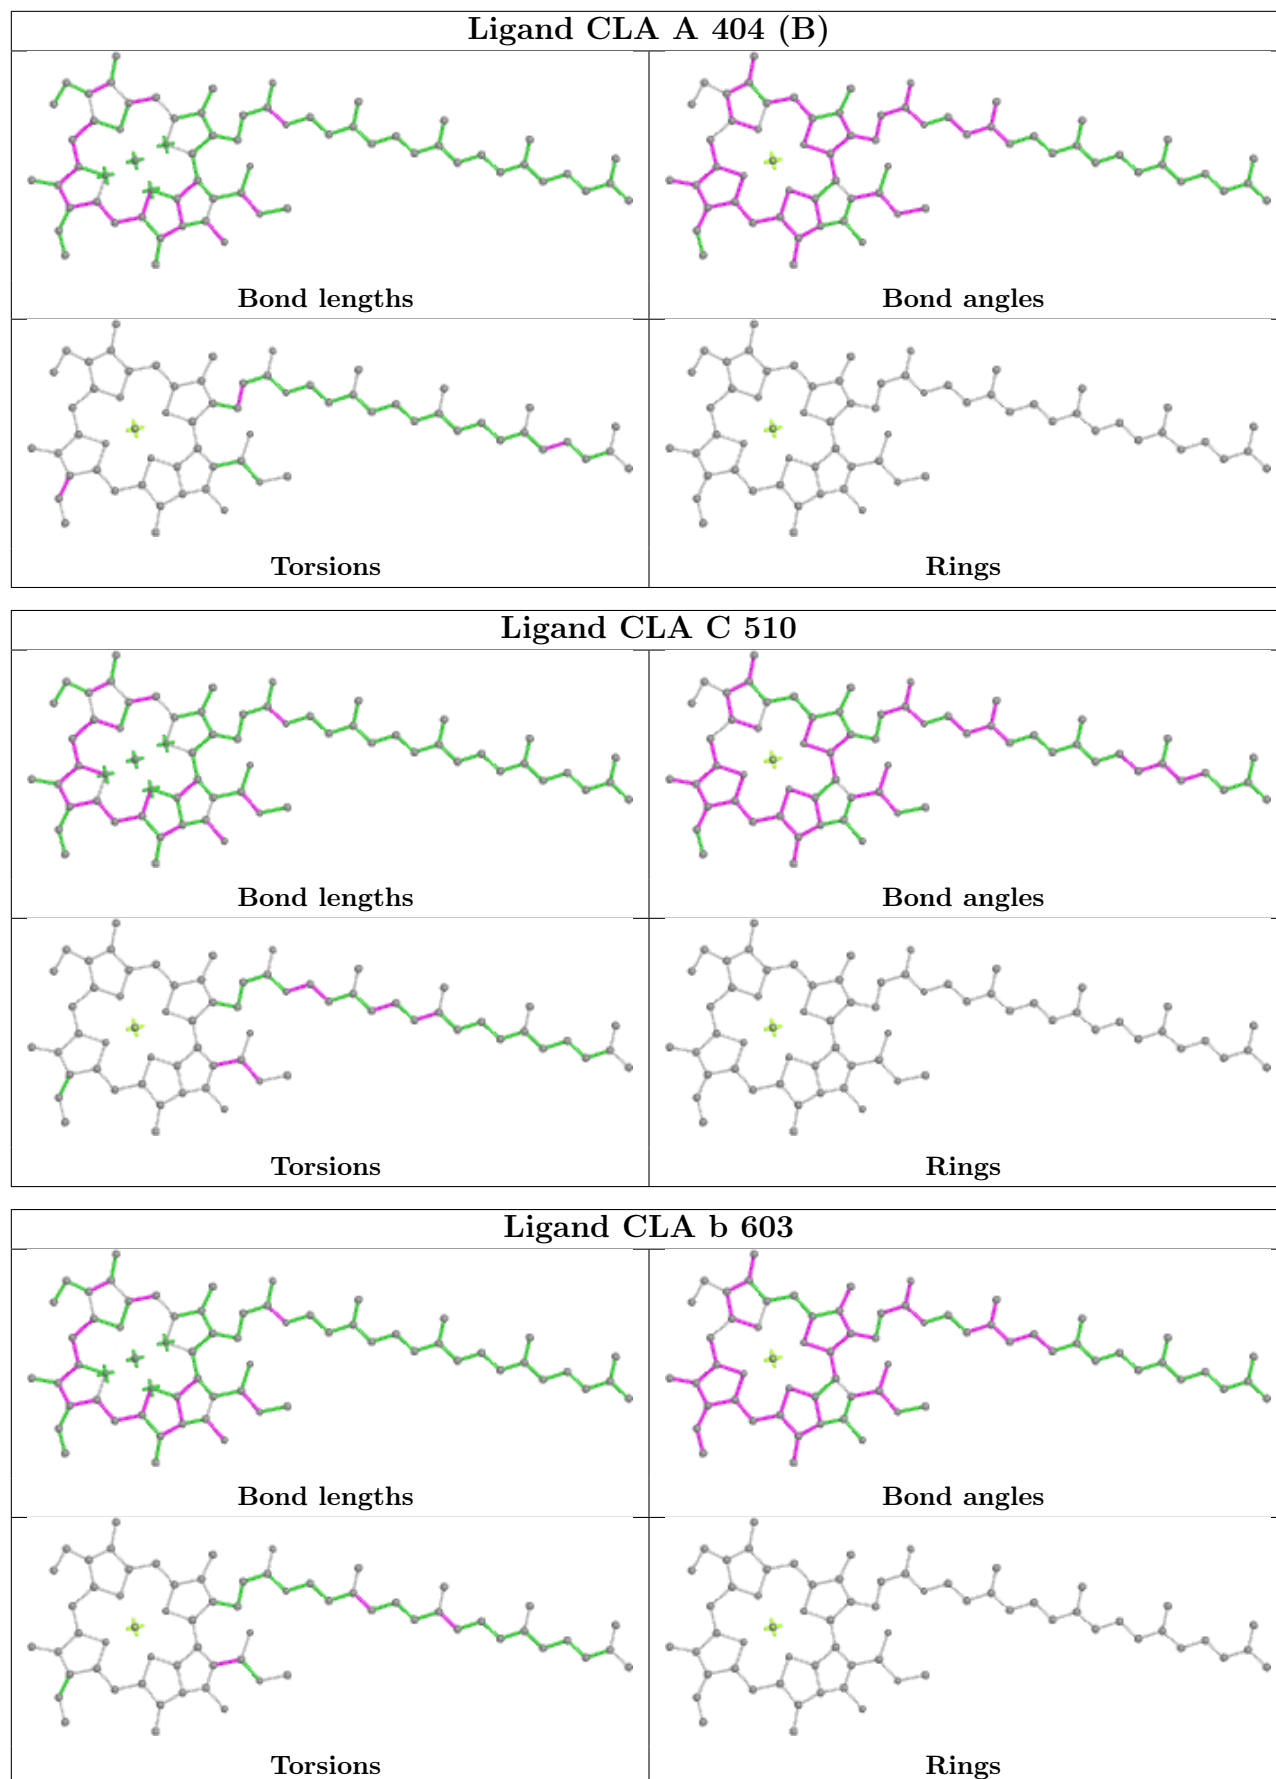 Ligand CLA A 404 (B)
Bond lengths
Bond angles
Torsions
Rings
Ligand CLA C 510
Bond lengths
Bond angles
Torsions
Rings
Ligand CLA b 603
Bond lengths
Bond angles
Torsions
Rings